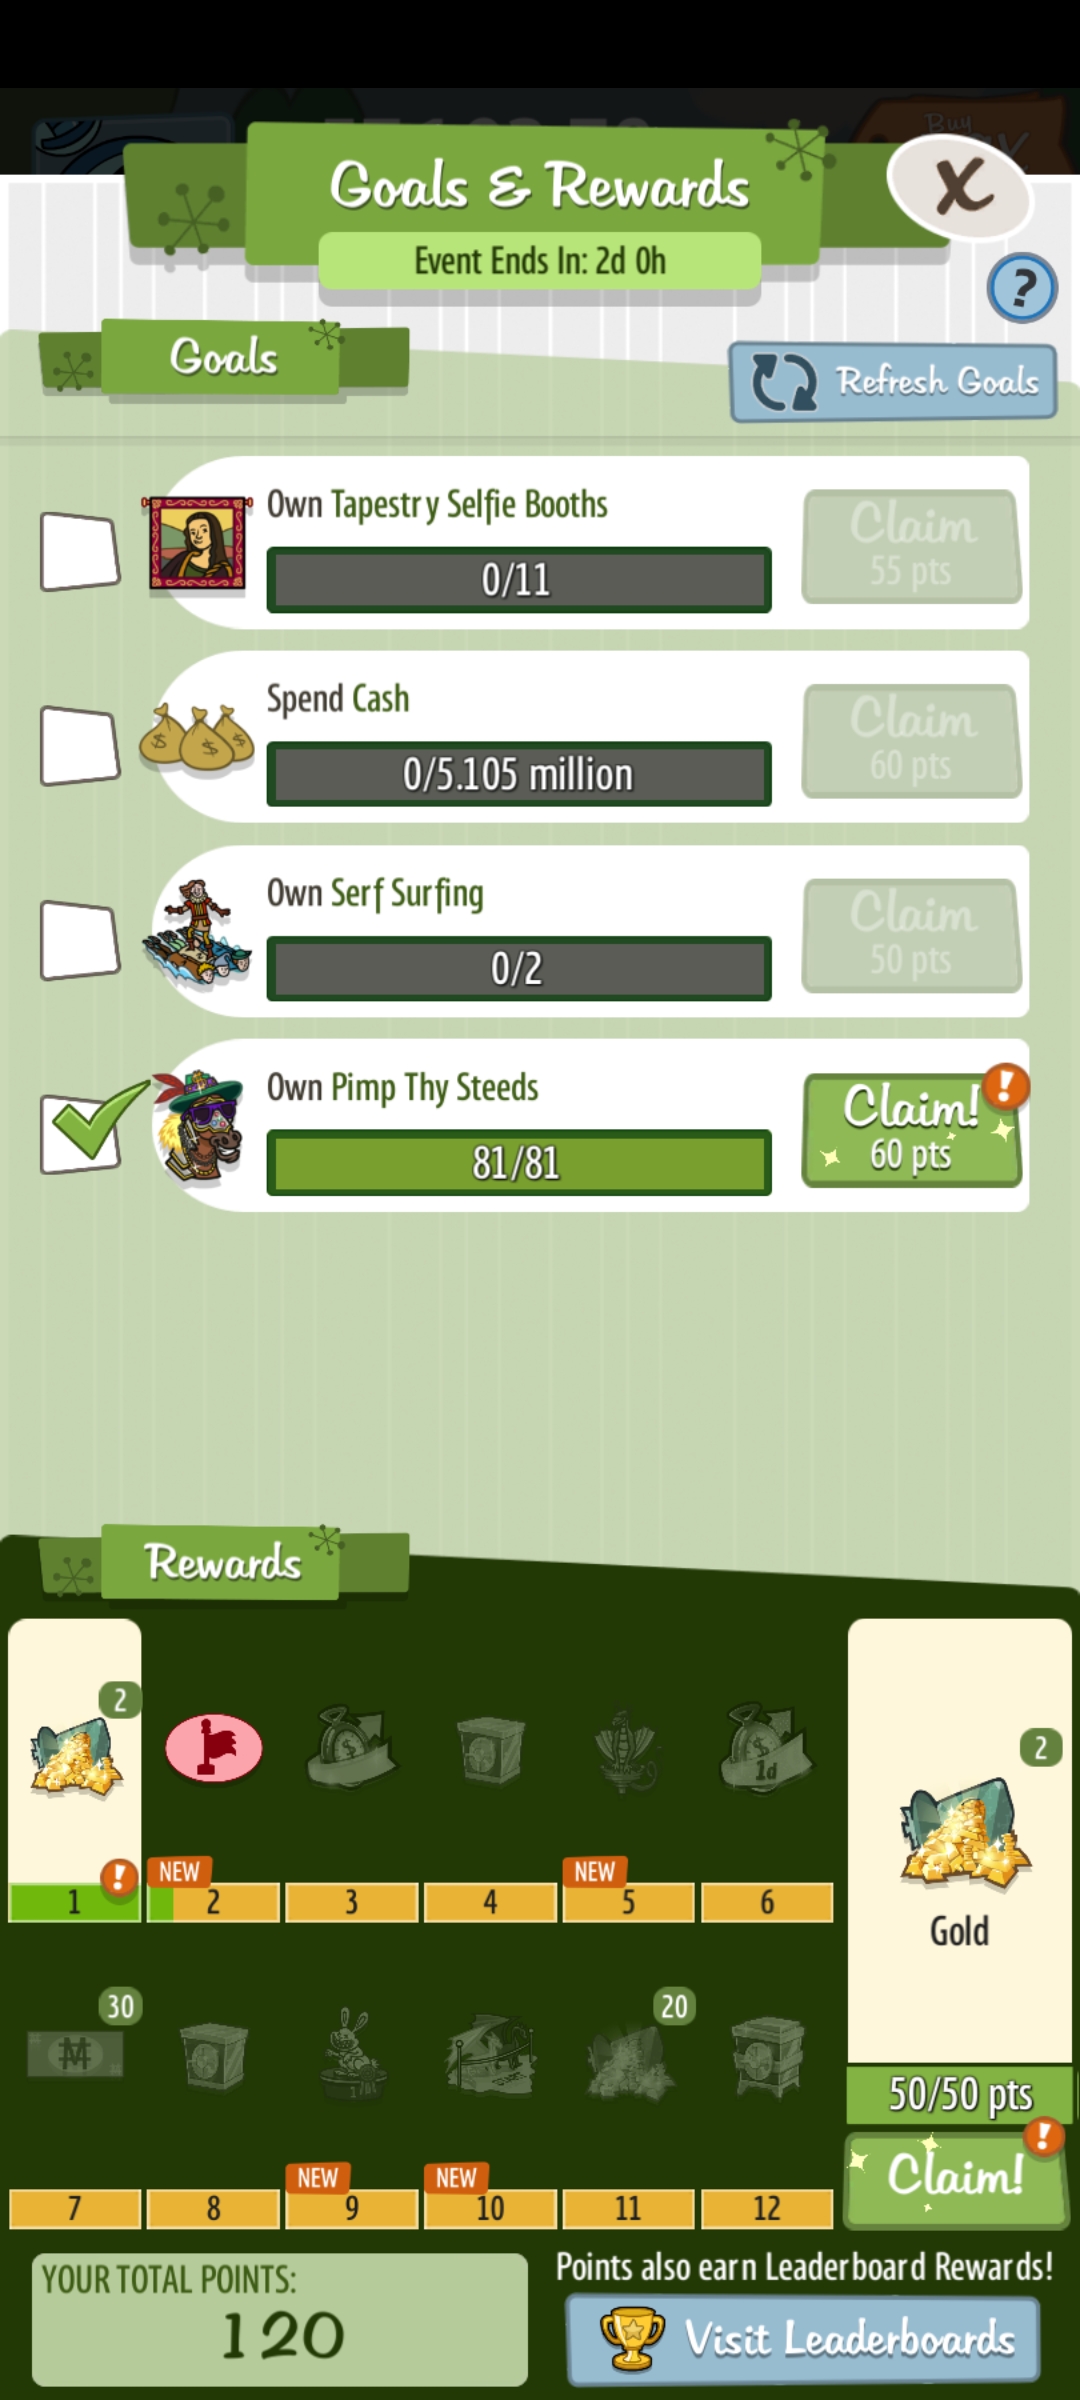 Buy
Goals & Rewards
X
Event Ends In: 2d 0h
?
Goals
Refresh Goals
Own Tapestry Selfie Booths
0/11
Claim
55 pts
Spend Cash
0/5.105 million
Claim
60 pts
Own Serf Surfing
0/2
Claim
50 pts
Own Pimp Thy Steeds
81/81
Claim!
60 pts
!
Rewards
2
1d
2
Gold
!
NEW
NEW
1
2
3
4
5
6
30
20
50/50 pts
!
Claim!
NEW
NEW
7
8
9
10
11
12
YOUR TOTAL POINTS:
120
Points also earn Leaderboard Rewards!
Visit Leaderboards